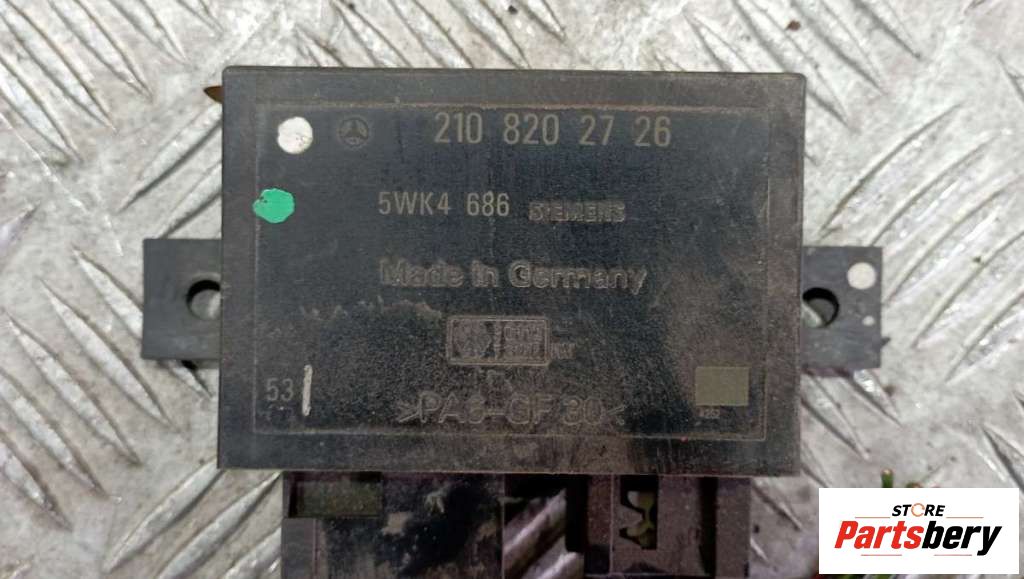 210 820 27 26
5WK4 686 SIEMENS
Made in Germany
53
>PA6-GF30<
STORE
Partsbery